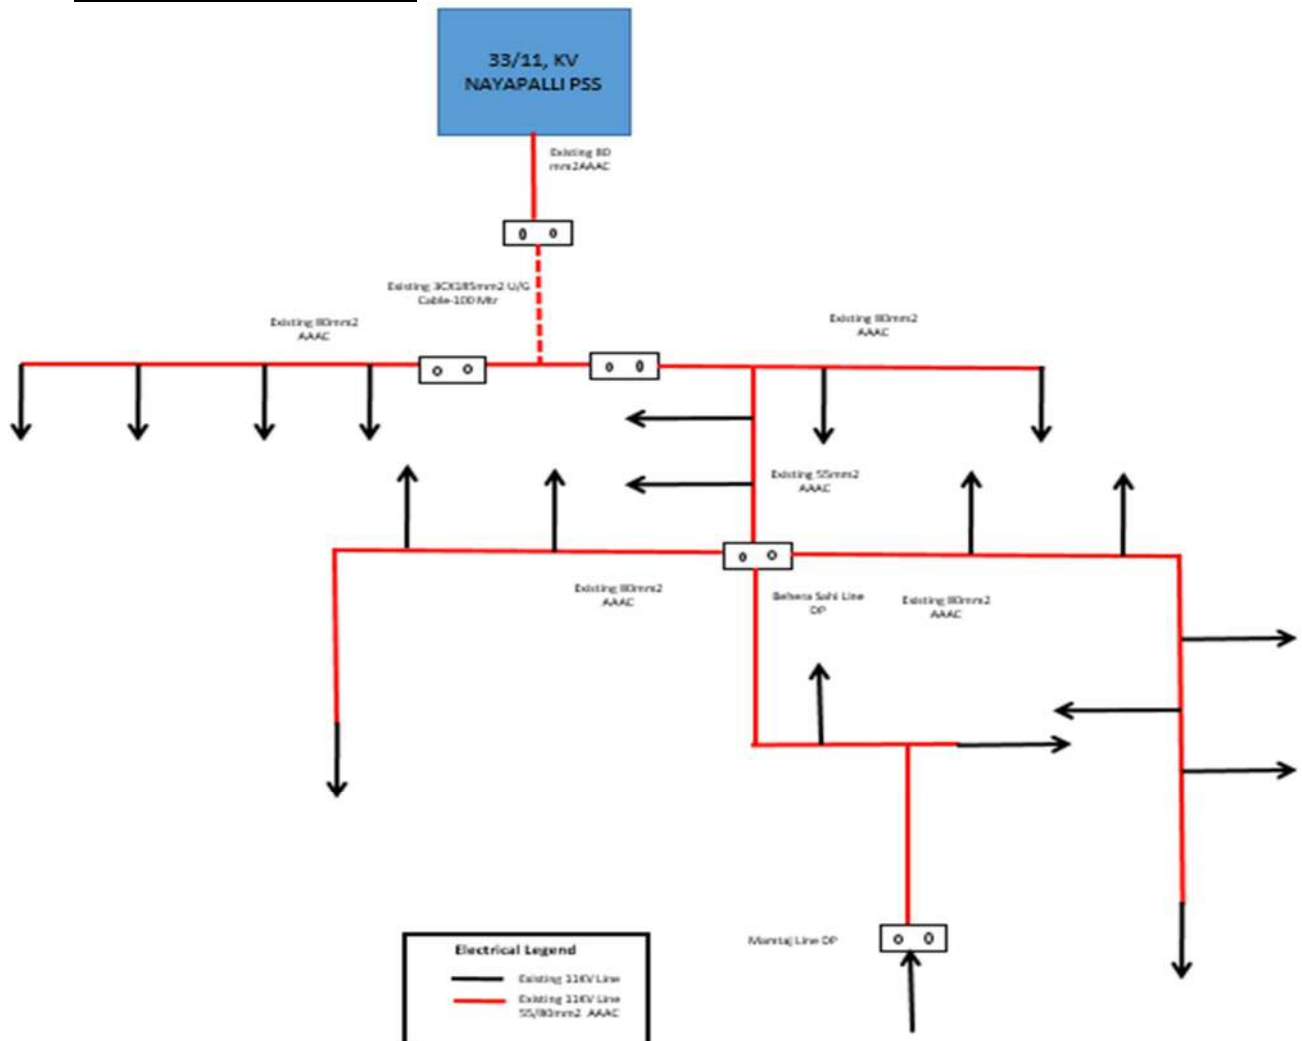 33/11, KV
NAYAPALLI PSS
Existing 80
mm2AAAC
Existing 3CX185mm2 U/G
Cable-100 Mtr
Existing 80mm2
AAAC
Existing 80mm2
AAAC
Existing 55mm2
AAAC
Existing 80mm2
AAAC
Behera Sahi Line
DP
Existing 80mm2
AAAC
Mamtaj Line DP
Electrical Legend
Existing 11KV Line
Existing 11KV Line
55/80mm2 AAAC